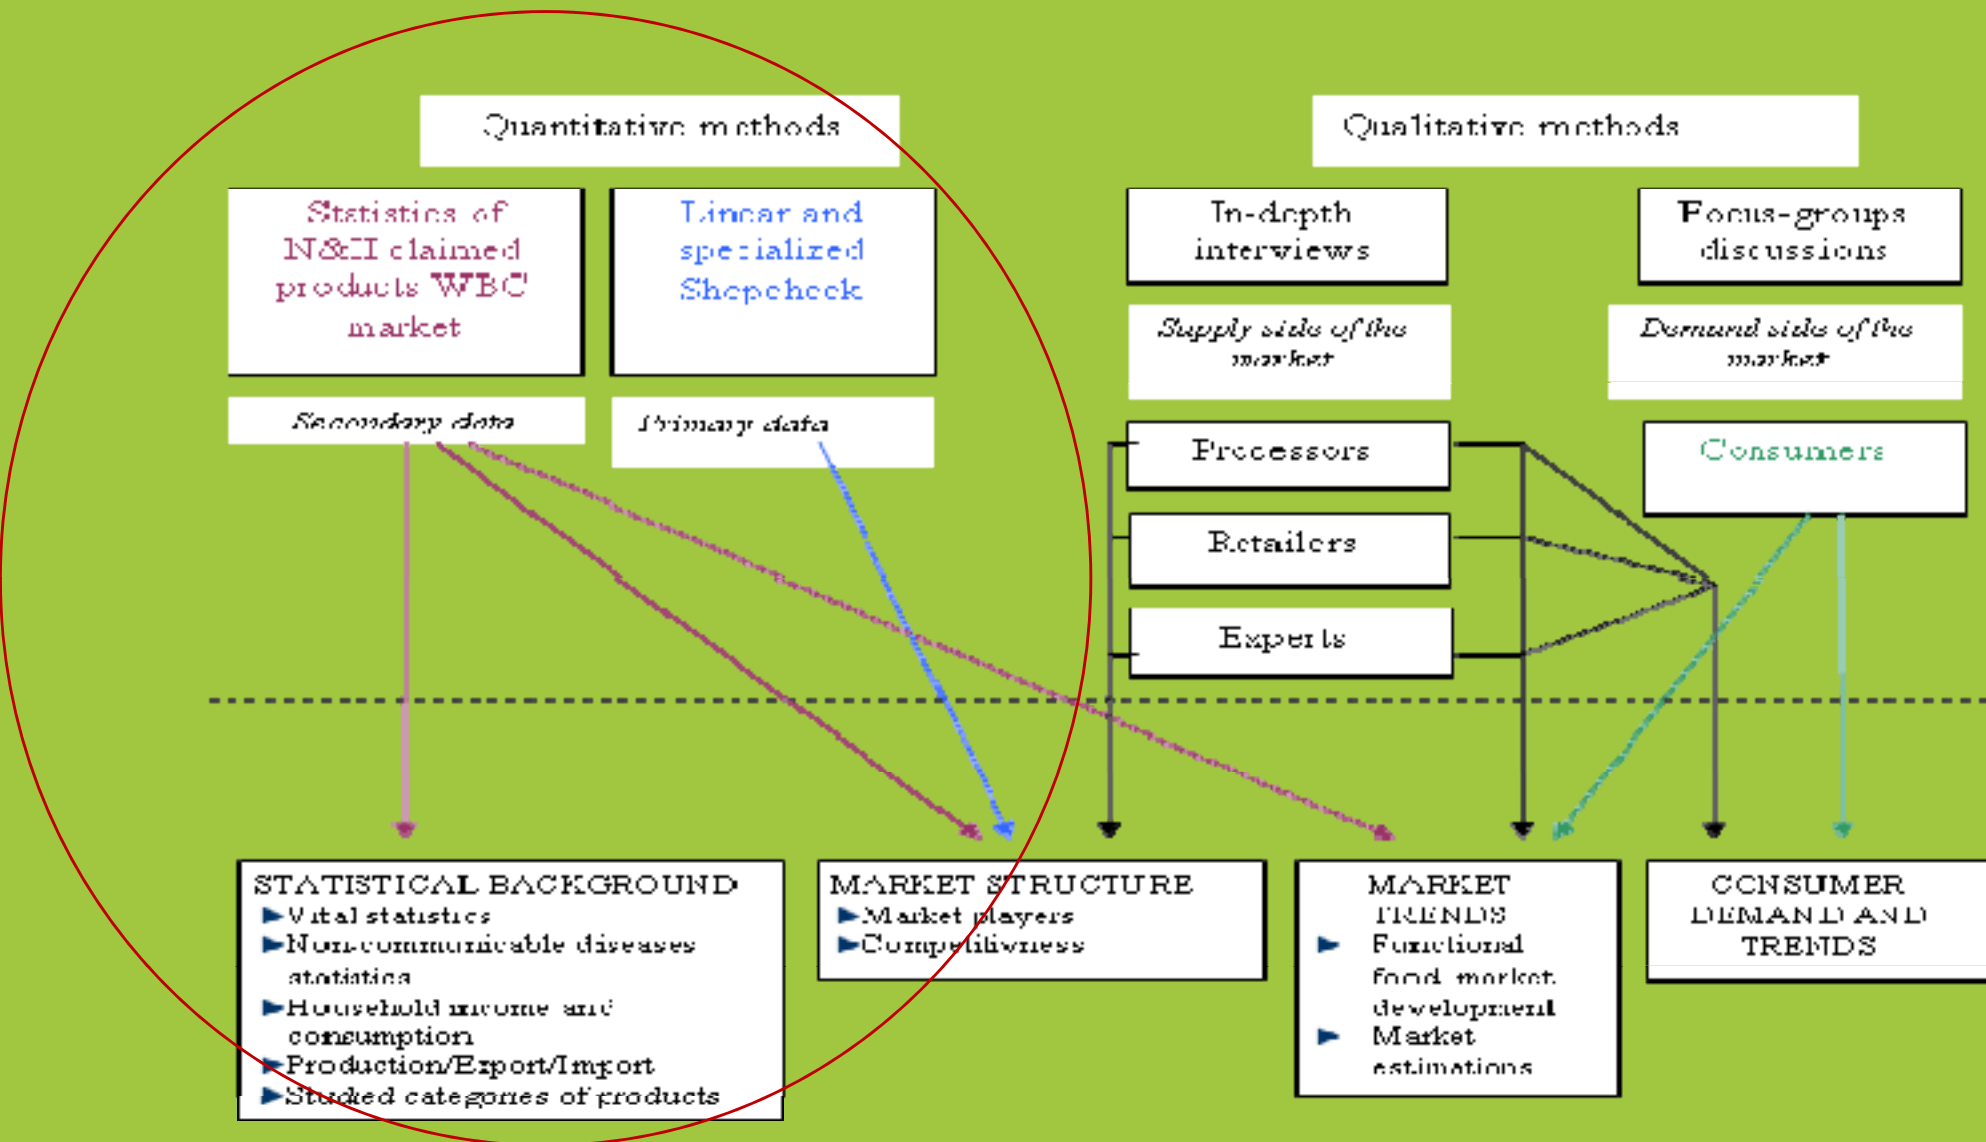 Quantitative methods
Qualitative methods
Statistics of
N&H claimed
products WBC
market
Linear and
specialized
Shopcheck
In-depth
interviews
Focus-groups
discussions
Supply side of the
market
Demand side of the
market
Secondary data
Primary data
Processors
Retailers
Experts
Consumers
STATISTICAL BACKGROUND
►Vital statistics
►Non-communicable diseases
statistics
►Household income and
consumption
►Production/Export/Import
►Studied categories of products
MARKET STRUCTURE
►Market players
►Competitivness
MARKET
TRENDS
► Functional
food market
development
► Market
estimations
CONSUMER
DEMAND AND
TRENDS